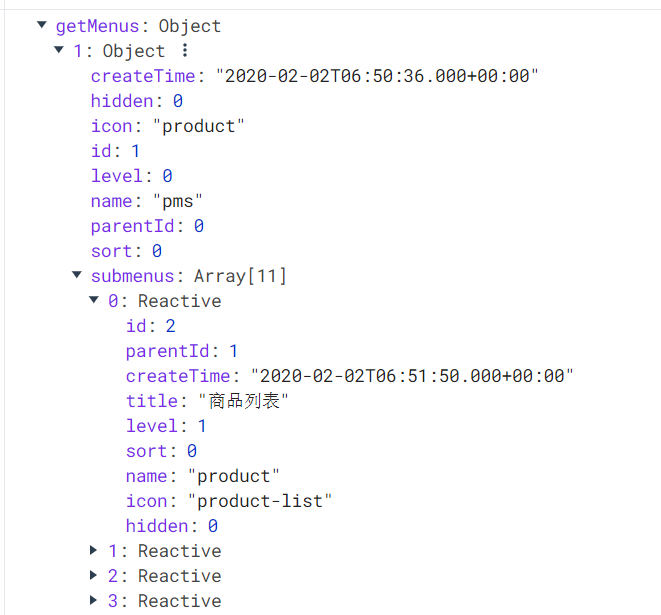 getMenus: Object
1: Object
createTime: "2020-02-02T06:50:36.000+00:00"
hidden: 0
icon: "product"
id: 1
level: 0
name: "pms"
parentId: 0
sort: 0
submenus: Array[11]
0: Reactive
id: 2
parentId: 1
createTime: "2020-02-02T06:51:50.000+00:00"
title: "商品列表"
level: 1
sort: 0
name: "product"
icon: "product-list"
hidden: 0
1: Reactive
2: Reactive
3: Reactive